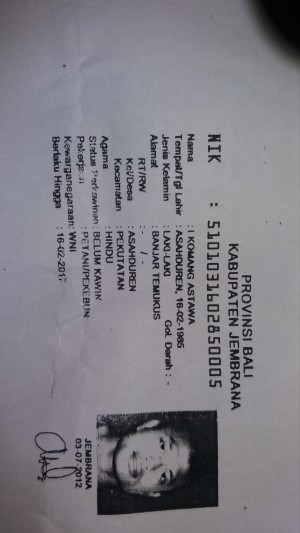 PROVINSI BALI
KABUPATEN JEMBRANA
NIK : 5101031602850005
Nama : I KOMANG ASTAWA
Tempat/Tgl Lahir : ASAHDUREN, 16-02-1985
Jenis Kelamin : LAKI-LAKI Gol. Darah : -
Alamat : BANJAR TEMUKUS
RT/RW : - / -
Kel/Desa : ASAHDUREN
Kecamatan : PEKUTATAN
Agama : HINDU
Status Perkawinan : BELUM KAWIN
Pekerjaan : PETANI/PEKEBUN
Kewarganegaraan: WNI
Berlaku Hingga : 16-02-2017
JEMBRANA
03-07-2012